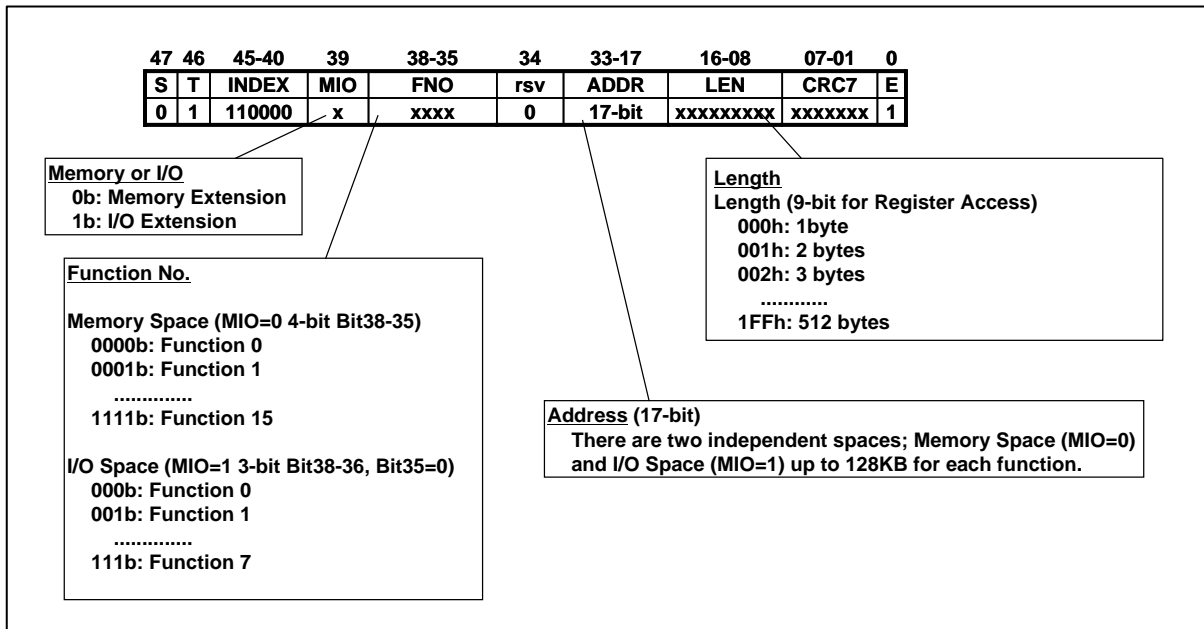 47 46 45-40 39 38-35 34 33-17 16-08 07-01 0
S T INDEX MIO FNO rsv ADDR LEN CRC7 E
0 1 110000 x xxxx 0 17-bit xxxxxxxxx xxxxxxx 1
Memory or I/O
0b: Memory Extension
1b: I/O Extension
Function No.
Memory Space (MIO=0 4-bit Bit38-35)
0000b: Function 0
0001b: Function 1
..............
1111b: Function 15
I/O Space (MIO=1 3-bit Bit38-36, Bit35=0)
000b: Function 0
001b: Function 1
..............
111b: Function 7
Length
Length (9-bit for Register Access)
000h: 1byte
001h: 2 bytes
002h: 3 bytes
............
1FFh: 512 bytes
Address (17-bit)
There are two independent spaces; Memory Space (MIO=0)
and I/O Space (MIO=1) up to 128KB for each function.